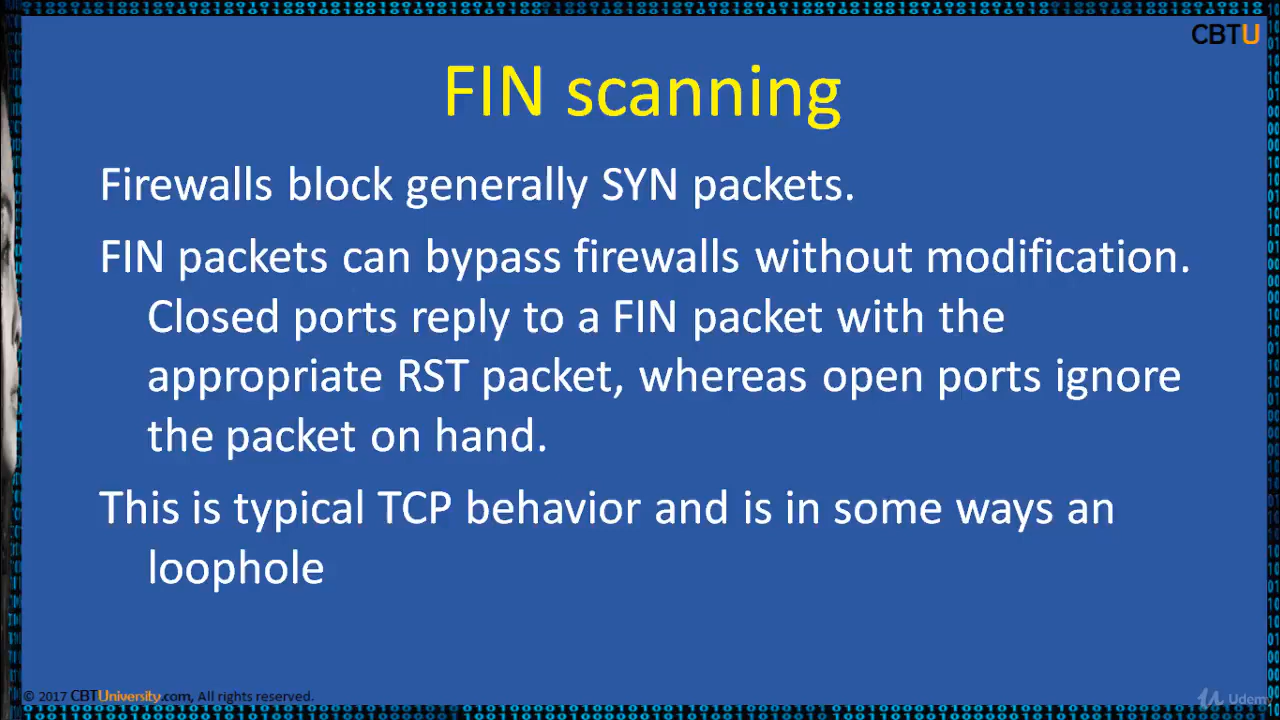 CBTU
FIN scanning
Firewalls block generally SYN packets.
FIN packets can bypass firewalls without modification.
Closed ports reply to a FIN packet with the
appropriate RST packet, whereas open ports ignore
the packet on hand.
This is typical TCP behavior and is in some ways an
loophole
© 2017 CBTUniversity.com, All rights reserved.
Udemy